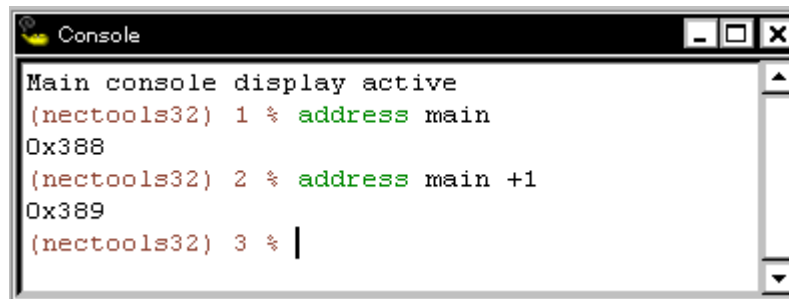 Console
Main console display active
(nectools32) 1 % address main
0x388
(nectools32) 2 % address main +1
0x389
(nectools32) 3 %